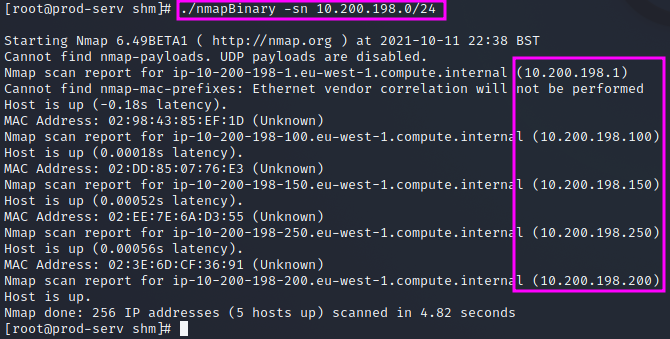 [root@prod-serv shm]# ./nmapBinary -sn 10.200.198.0/24
Starting Nmap 6.49BETA1 ( http://nmap.org ) at 2021-10-11 22:38 BST
Cannot find nmap-payloads. UDP payloads are disabled.
Nmap scan report for ip-10-200-198-1.eu-west-1.compute.internal (10.200.198.1)
Cannot find nmap-mac-prefixes: Ethernet vendor correlation will not be performed
Host is up (-0.18s latency).
MAC Address: 02:98:43:85:EF:1D (Unknown)
Nmap scan report for ip-10-200-198-100.eu-west-1.compute.internal (10.200.198.100)
Host is up (0.00018s latency).
MAC Address: 02:DD:85:07:76:E3 (Unknown)
Nmap scan report for ip-10-200-198-150.eu-west-1.compute.internal (10.200.198.150)
Host is up (0.00052s latency).
MAC Address: 02:EE:7E:6A:D3:55 (Unknown)
Nmap scan report for ip-10-200-198-250.eu-west-1.compute.internal (10.200.198.250)
Host is up (0.00056s latency).
MAC Address: 02:3E:6D:CF:36:91 (Unknown)
Nmap scan report for ip-10-200-198-200.eu-west-1.compute.internal (10.200.198.200)
Host is up.
Nmap done: 256 IP addresses (5 hosts up) scanned in 4.82 seconds
[root@prod-serv shm]#